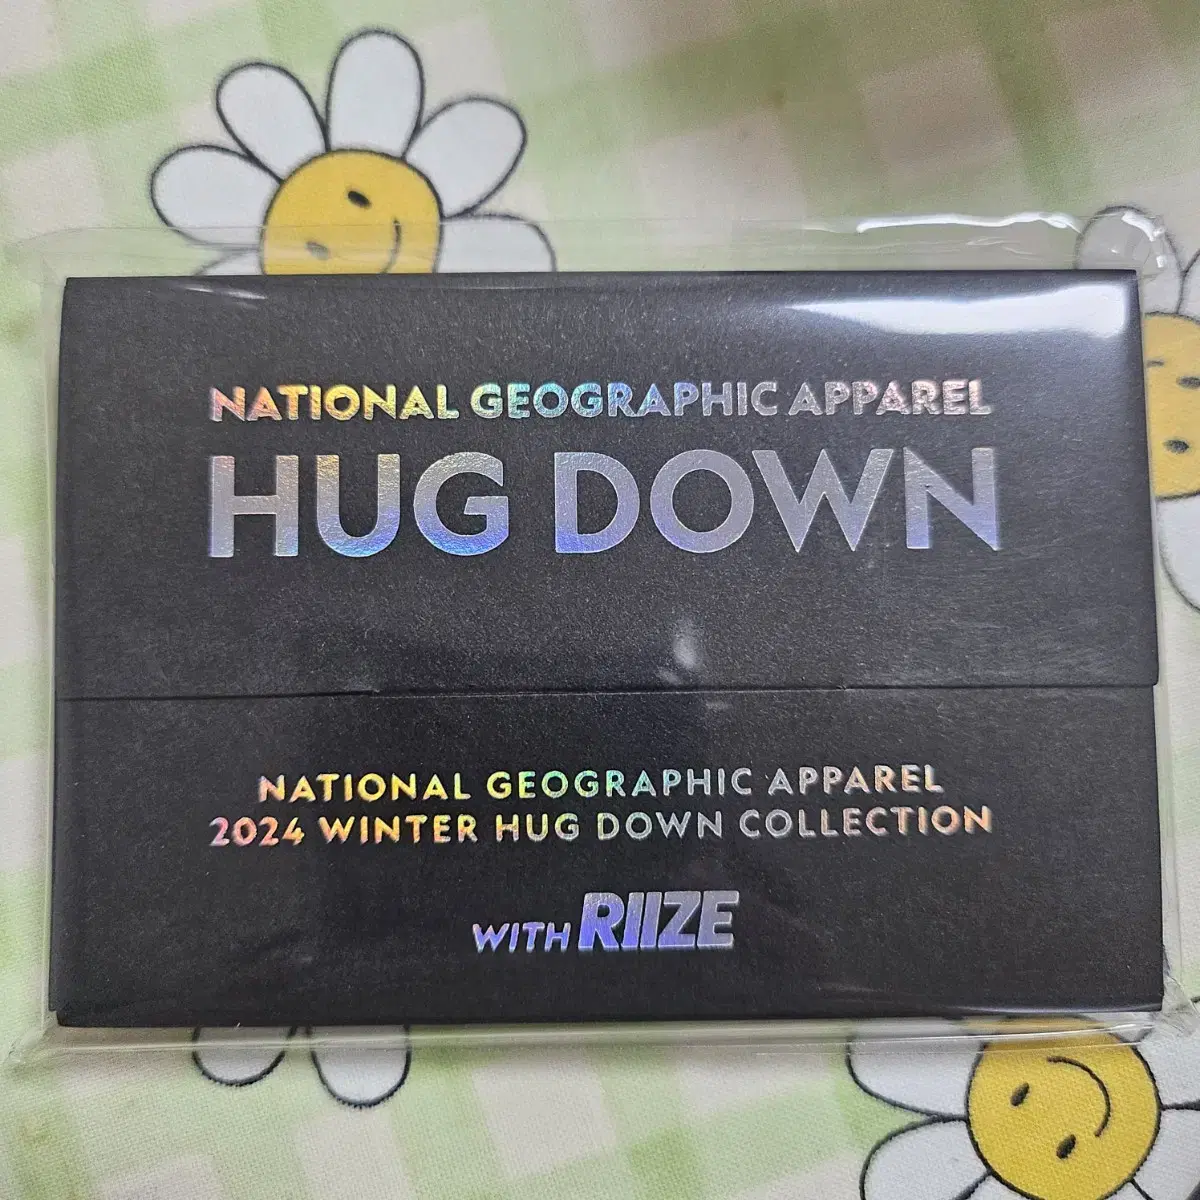 NATIONAL GEOGRAPHIC APPAREL
HUG DOWN
NATIONAL GEOGRAPHIC APPAREL
2024 WINTER HUG DOWN COLLECTION
WITH RIIZE